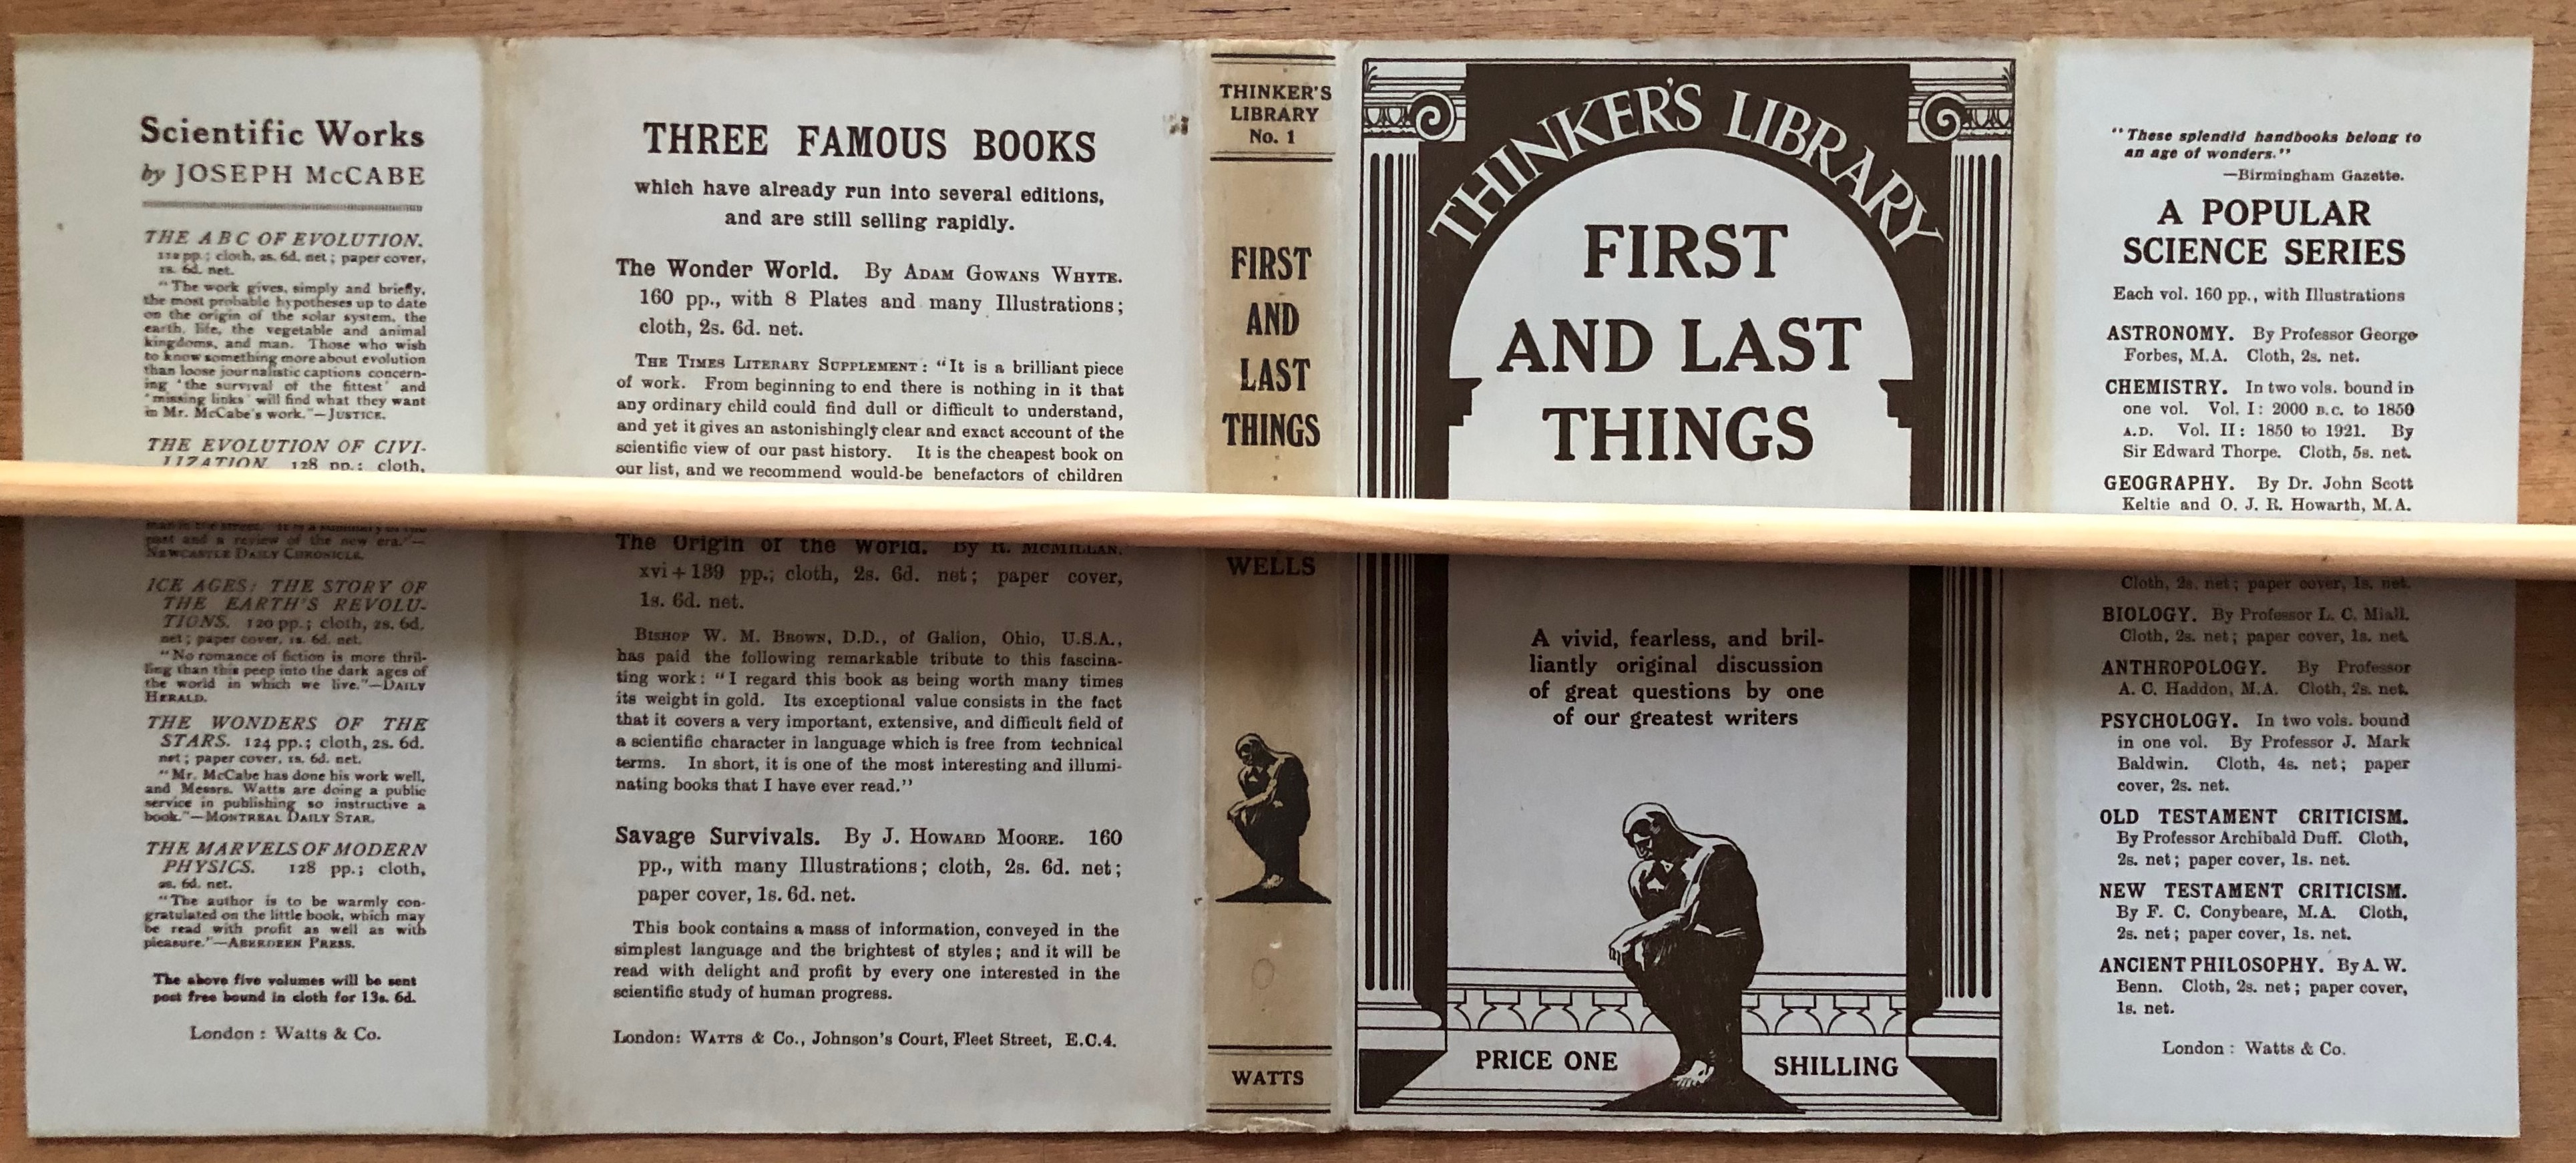 Scientific Works
by JOSEPH McCABE
THE A B C OF EVOLUTION.
112 pp.; cloth, 2s. 6d. net; paper cover,
1s. 6d. net.
"The work gives, simply and briefly,
the most probable hypotheses up to date
on the origin of the solar system, the
earth, life, the vegetable and animal
kingdoms, and man. Those who wish
to know something more about evolution
than loose journalistic captions concern-
ing 'the survival of the fittest' and
'missing links' will find what they want
in Mr. McCabe's work."—JUSTICE.
THE EVOLUTION OF CIVI-
LIZATION. 128 pp.; cloth,
past and a review of the new era."—
NEWCASTLE DAILY CHRONICLE.
ICE AGES: THE STORY OF
THE EARTH'S REVOLU-
TIONS. 120 pp.; cloth, 2s. 6d.
net; paper cover, 1s. 6d. net.
"No romance of fiction is more thril-
ling than this peep into the dark ages of
the world in which we live."—DAILY
HERALD.
THE WONDERS OF THE
STARS. 124 pp.; cloth, 2s. 6d.
net; paper cover, 1s. 6d. net.
"Mr. McCabe has done his work well,
and Messrs. Watts are doing a public
service in publishing so instructive a
book."—MONTREAL DAILY STAR.
THE MARVELS OF MODERN
PHYSICS. 128 pp.; cloth,
2s. 6d. net.
"The author is to be warmly con-
gratulated on the little book, which may
be read with profit as well as with
pleasure."—ABERDEEN PRESS.
The above five volumes will be sent
post free bound in cloth for 13s. 6d.
London: Watts & Co.
THREE FAMOUS BOOKS
which have already run into several editions,
and are still selling rapidly.
The Wonder World. By ADAM GOWANS WHYTE.
160 pp., with 8 Plates and many Illustrations;
cloth, 2s. 6d. net.
THE TIMES LITERARY SUPPLEMENT: "It is a brilliant piece
of work. From beginning to end there is nothing in it that
any ordinary child could find dull or difficult to understand,
and yet it gives an astonishingly clear and exact account of the
scientific view of our past history. It is the cheapest book on
our list, and we recommend would-be benefactors of children
The Origin of the World. By R. MCMILLAN.
xvi+139 pp.; cloth, 2s. 6d. net; paper cover,
1s. 6d. net.
BISHOP W. M. BROWN, D.D., of Galion, Ohio, U.S.A.,
has paid the following remarkable tribute to this fascina-
ting work: "I regard this book as being worth many times
its weight in gold. Its exceptional value consists in the fact
that it covers a very important, extensive, and difficult field of
a scientific character in language which is free from technical
terms. In short, it is one of the most interesting and illumi-
nating books that I have ever read."
Savage Survivals. By J. HOWARD MOORE. 160
pp., with many Illustrations; cloth, 2s. 6d. net;
paper cover, 1s. 6d. net.
This book contains a mass of information, conveyed in the
simplest language and the brightest of styles; and it will be
read with delight and profit by every one interested in the
scientific study of human progress.
London: WATTS & Co., Johnson's Court, Fleet Street, E.C.4.
THINKER'S
LIBRARY
No. 1
FIRST
AND
LAST
THINGS
WELLS
WATTS
THINKER'S LIBRARY
FIRST
AND LAST
THINGS
A vivid, fearless, and bril-
liantly original discussion
of great questions by one
of our greatest writers
PRICE ONE SHILLING
"These splendid handbooks belong to
an age of wonders."
—Birmingham Gazette.
A POPULAR
SCIENCE SERIES
Each vol. 160 pp., with Illustrations
ASTRONOMY. By Professor George
Forbes, M.A. Cloth, 2s. net.
CHEMISTRY. In two vols. bound in
one vol. Vol. I: 2000 B.C. to 1850
A.D. Vol. II: 1850 to 1921. By
Sir Edward Thorpe. Cloth, 5s. net.
GEOGRAPHY. By Dr. John Scott
Keltie and O. J. R. Howarth, M.A.
Cloth, 2s. net; paper cover, 1s. net.
BIOLOGY. By Professor L. C. Miall.
Cloth, 2s. net; paper cover, 1s. net.
ANTHROPOLOGY. By Professor
A. C. Haddon, M.A. Cloth, 2s. net.
PSYCHOLOGY. In two vols. bound
in one vol. By Professor J. Mark
Baldwin. Cloth, 4s. net; paper
cover, 2s. net.
OLD TESTAMENT CRITICISM.
By Professor Archibald Duff. Cloth,
2s. net; paper cover, 1s. net.
NEW TESTAMENT CRITICISM.
By F. C. Conybeare, M.A. Cloth,
2s. net; paper cover, 1s. net.
ANCIENT PHILOSOPHY. By A. W.
Benn. Cloth, 2s. net; paper cover,
1s. net.
London: Watts & Co.